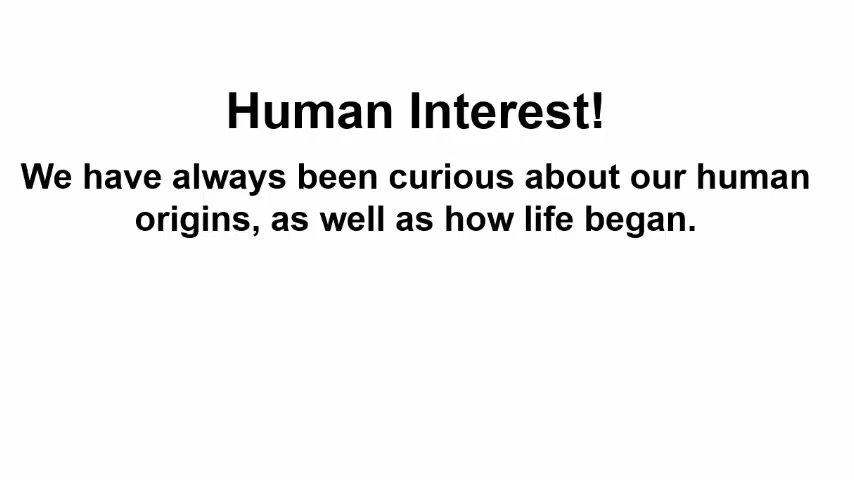 Human Interest!
We have always been curious about our human
origins, as well as how life began.